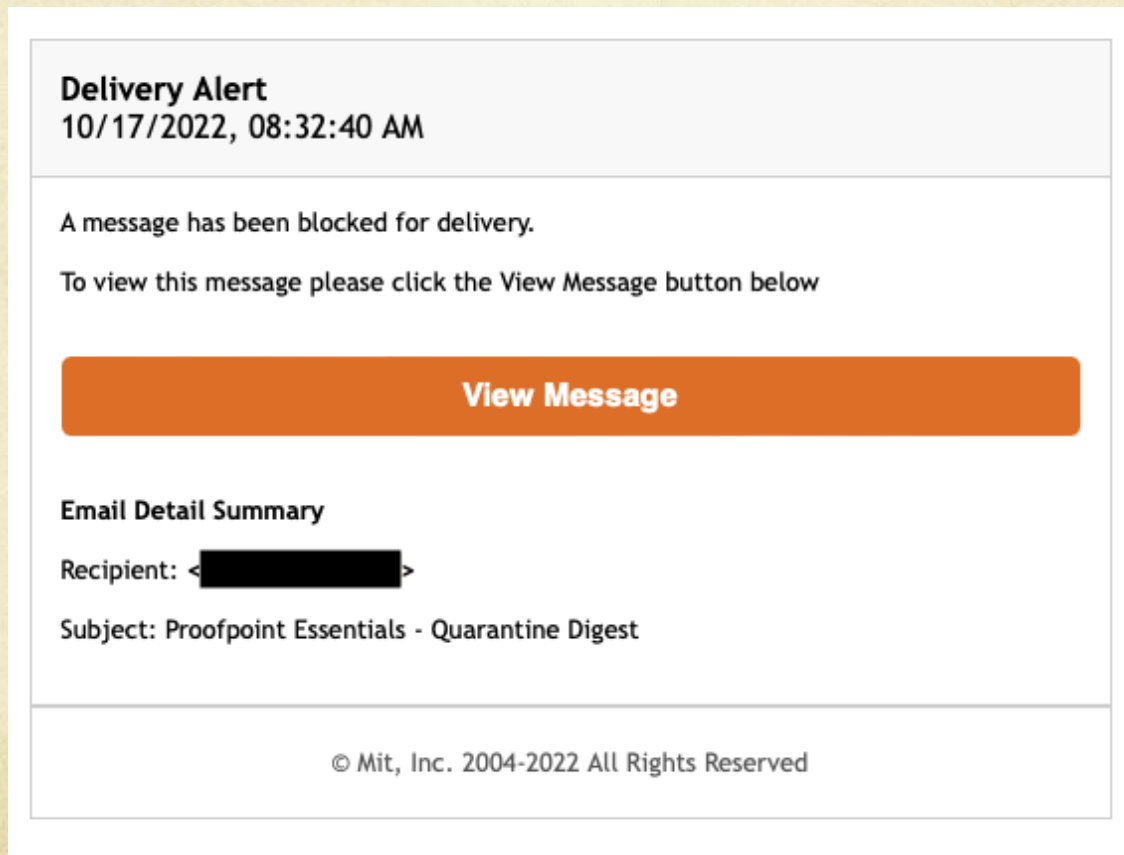 Delivery Alert
10/17/2022, 08:32:40 AM
A message has been blocked for delivery.
To view this message please click the View Message button below
View Message
Email Detail Summary
Recipient: < >
Subject: Proofpoint Essentials - Quarantine Digest
© Mit, Inc. 2004-2022 All Rights Reserved